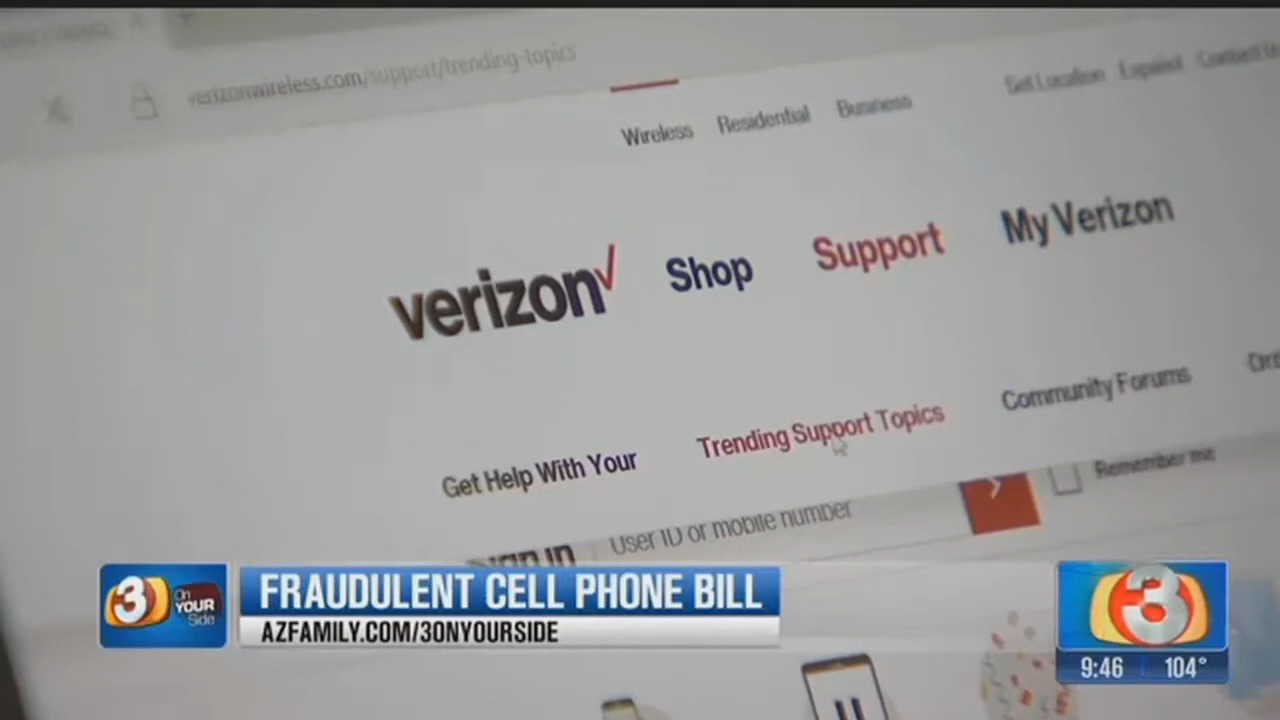 verizonwireless.com/support/trending-topics
Wireless Residential Business
Set Location Español Contact Us
verizon Shop Support My Verizon
Get Help With Your Trending Support Topics Community Forums
User ID or mobile number Remember me
3 On YOUR Side
FRAUDULENT CELL PHONE BILL
AZFAMILY.COM/3ONYOURSIDE
3
9:46 104°